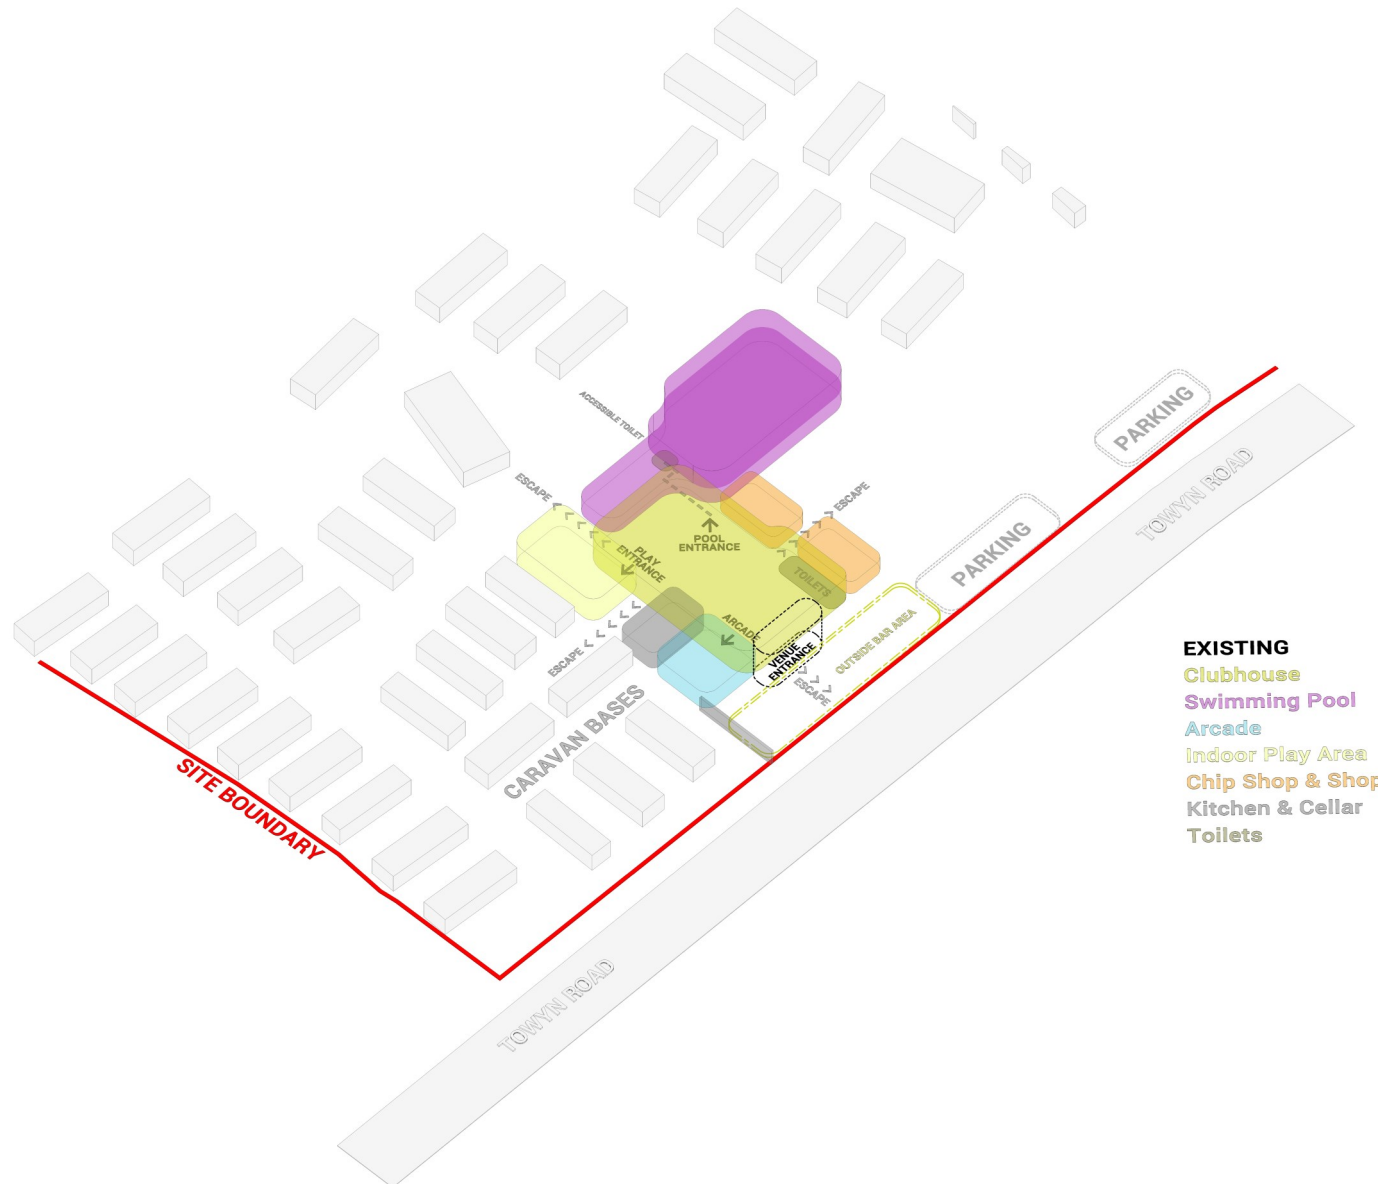 PARKING
TOWYN ROAD
ACCESSIBLE TOILET
ESCAPE
ESCAPE
POOL
ENTRANCE
PLAY
ENTRANCE
PARKING
TOILETS
ARCADE
VENUE
ENTRANCE
OUTSIDE BAR AREA
ESCAPE
ESCAPE
CARAVAN BASES
SITE BOUNDARY
TOWYN ROAD
EXISTING
Clubhouse
Swimming Pool
Arcade
Indoor Play Area
Chip Shop & Shop
Kitchen & Cellar
Toilets